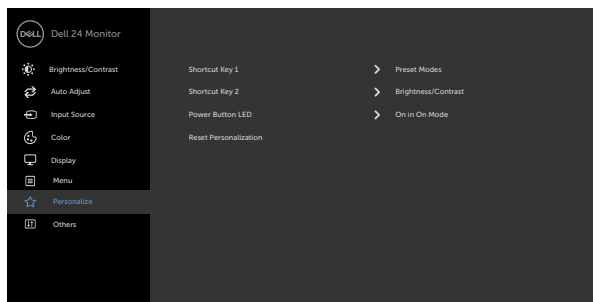 DELL Dell 24 Monitor
Brightness/Contrast Shortcut Key 1 Preset Modes
Auto Adjust Shortcut Key 2 Brightness/Contrast
Input Source Power Button LED On in On Mode
Color Reset Personalization
Display
Menu
Personalize
Others